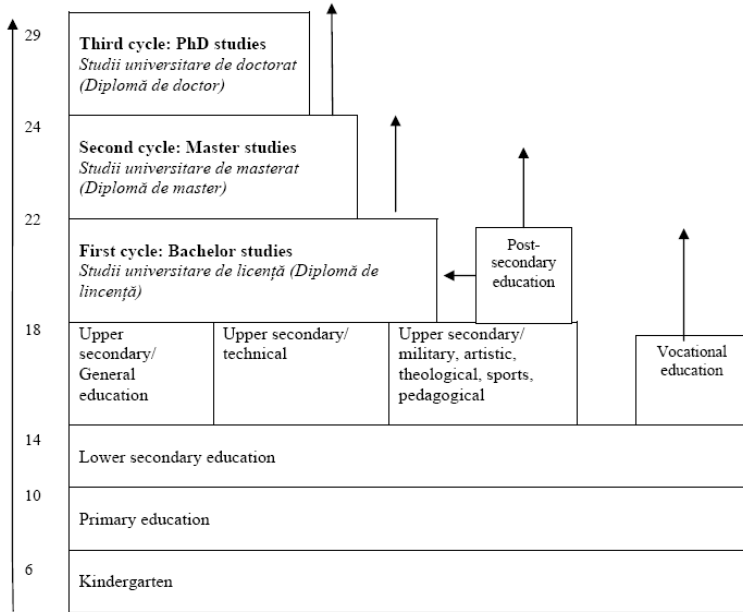 29
Third cycle: PhD studies
Studii universitare de doctorat
(Diplomă de doctor)
24
Second cycle: Master studies
Studii universitare de masterat
(Diplomă de master)
22
First cycle: Bachelor studies
Studii universitare de licență (Diplomă de
lincență)
Post-
secondary
education
18
Upper
secondary/
General
education
Upper secondary/
technical
Upper secondary/
military, artistic,
theological, sports,
pedagogical
Vocational
education
14
Lower secondary education
10
Primary education
6
Kindergarten